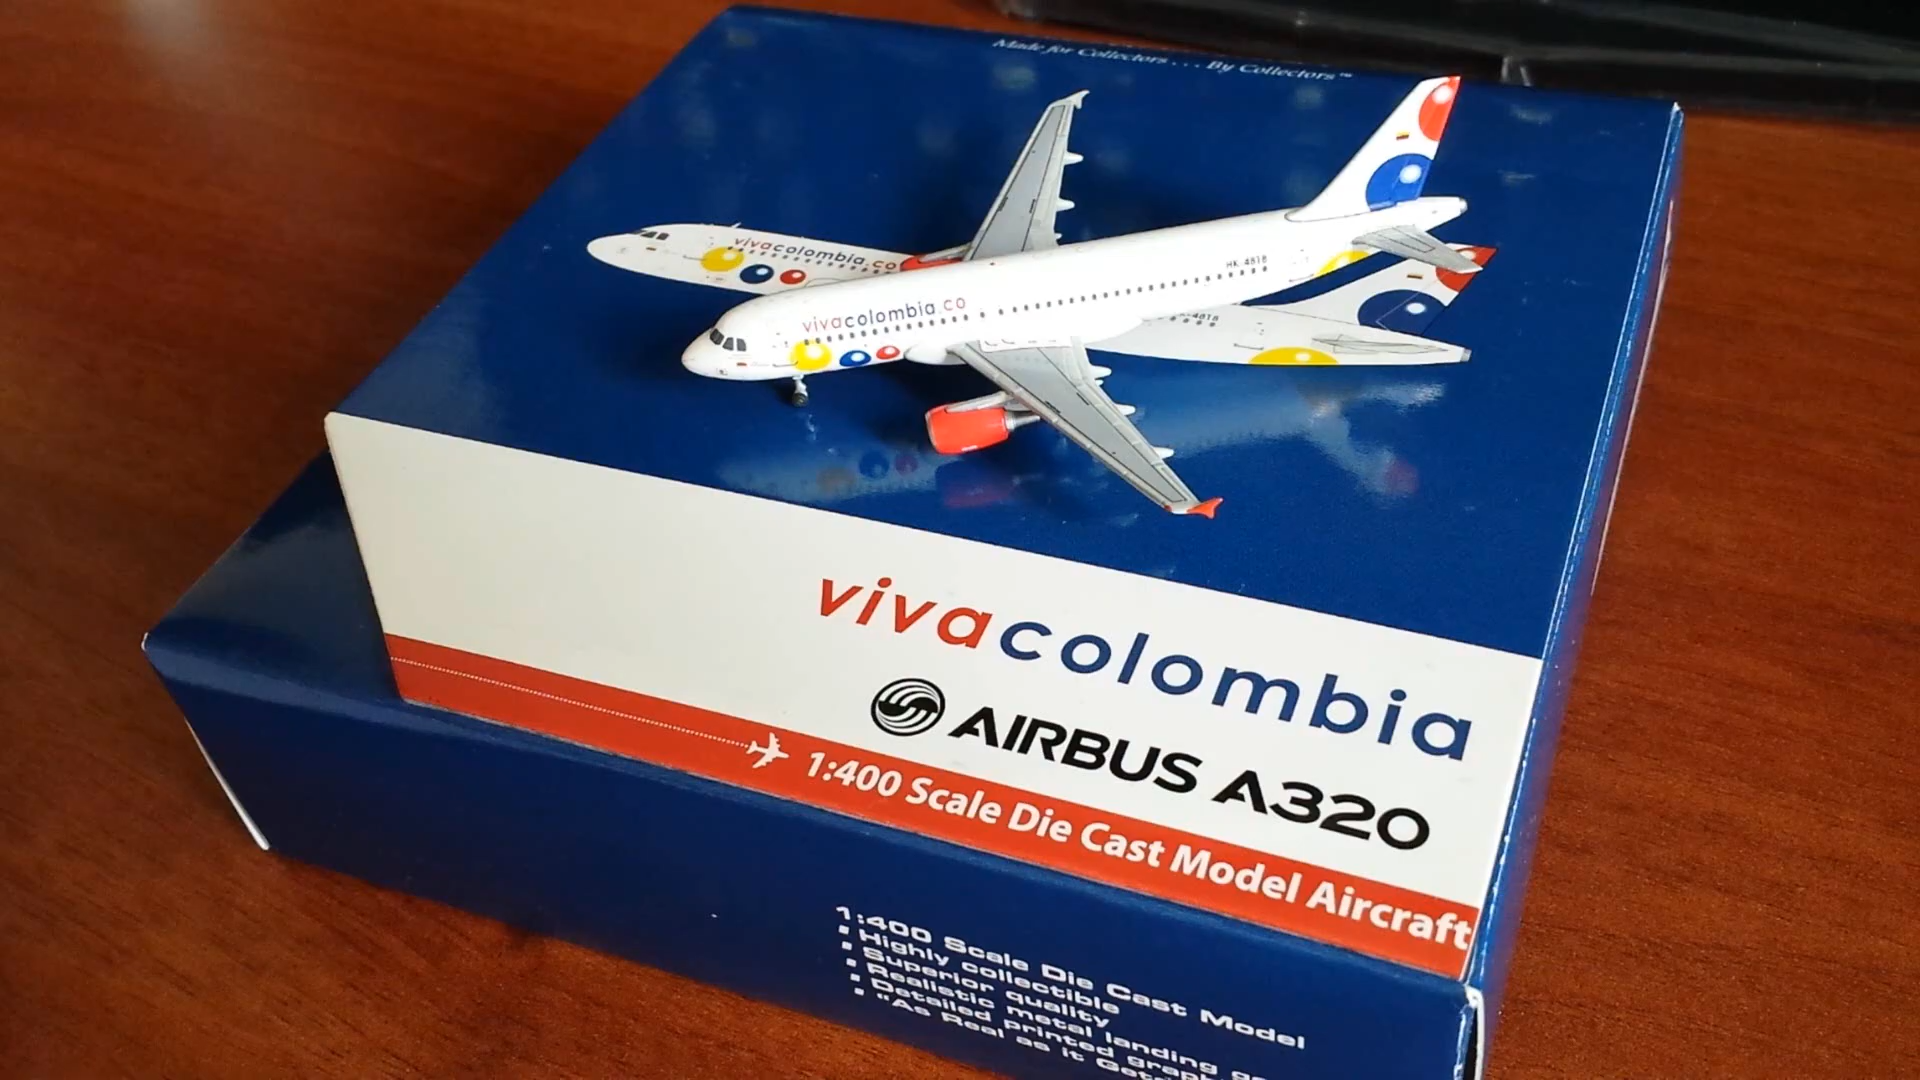 Made for Collectors . . . By Collectors™
vivacolombia.co
HK-4818
vivacolombia.co
4818
vivacolombia
AIRBUS A320
1:400 Scale Die Cast Model Aircraft
1:400 Scale Die Cast Model
▪ Highly collectible
▪ Superior quality
▪ Realistic metal landing
▪ Detailed printed
▪ "As Real as it Gets